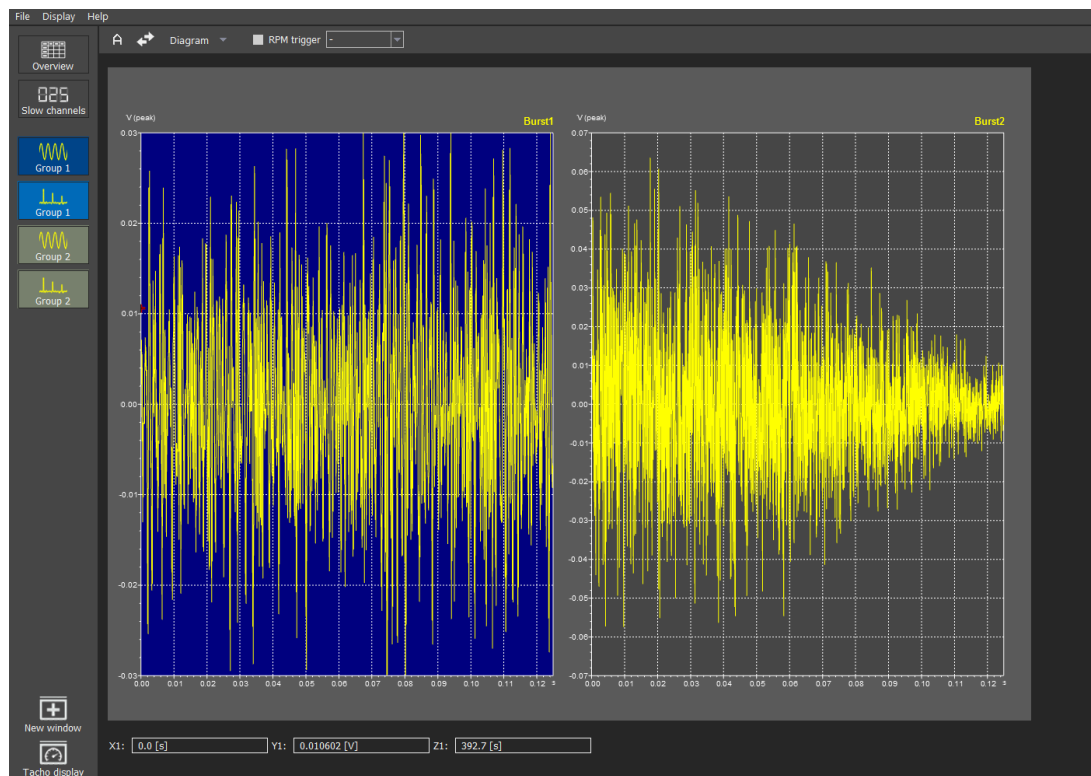 File Display Help
Overview
025
Slow channels
Group 1
Group 1
Group 2
Group 2
New window
Tacho display
A Diagram RPM trigger -
V (peak) Burst1
0.03
0.02
0.01
0.00
-0.01
-0.02
-0.03
0.00 0.01 0.02 0.03 0.04 0.05 0.06 0.07 0.08 0.09 0.10 0.11 0.12 s
V (peak) Burst2
0.07
0.06
0.05
0.04
0.03
0.02
0.01
0.00
-0.01
-0.02
-0.03
-0.04
-0.05
-0.06
-0.07
0.00 0.01 0.02 0.03 0.04 0.05 0.06 0.07 0.08 0.09 0.10 0.11 0.12 s
X1: 0.0 [s] Y1: 0.010602 [V] Z1: 392.7 [s]